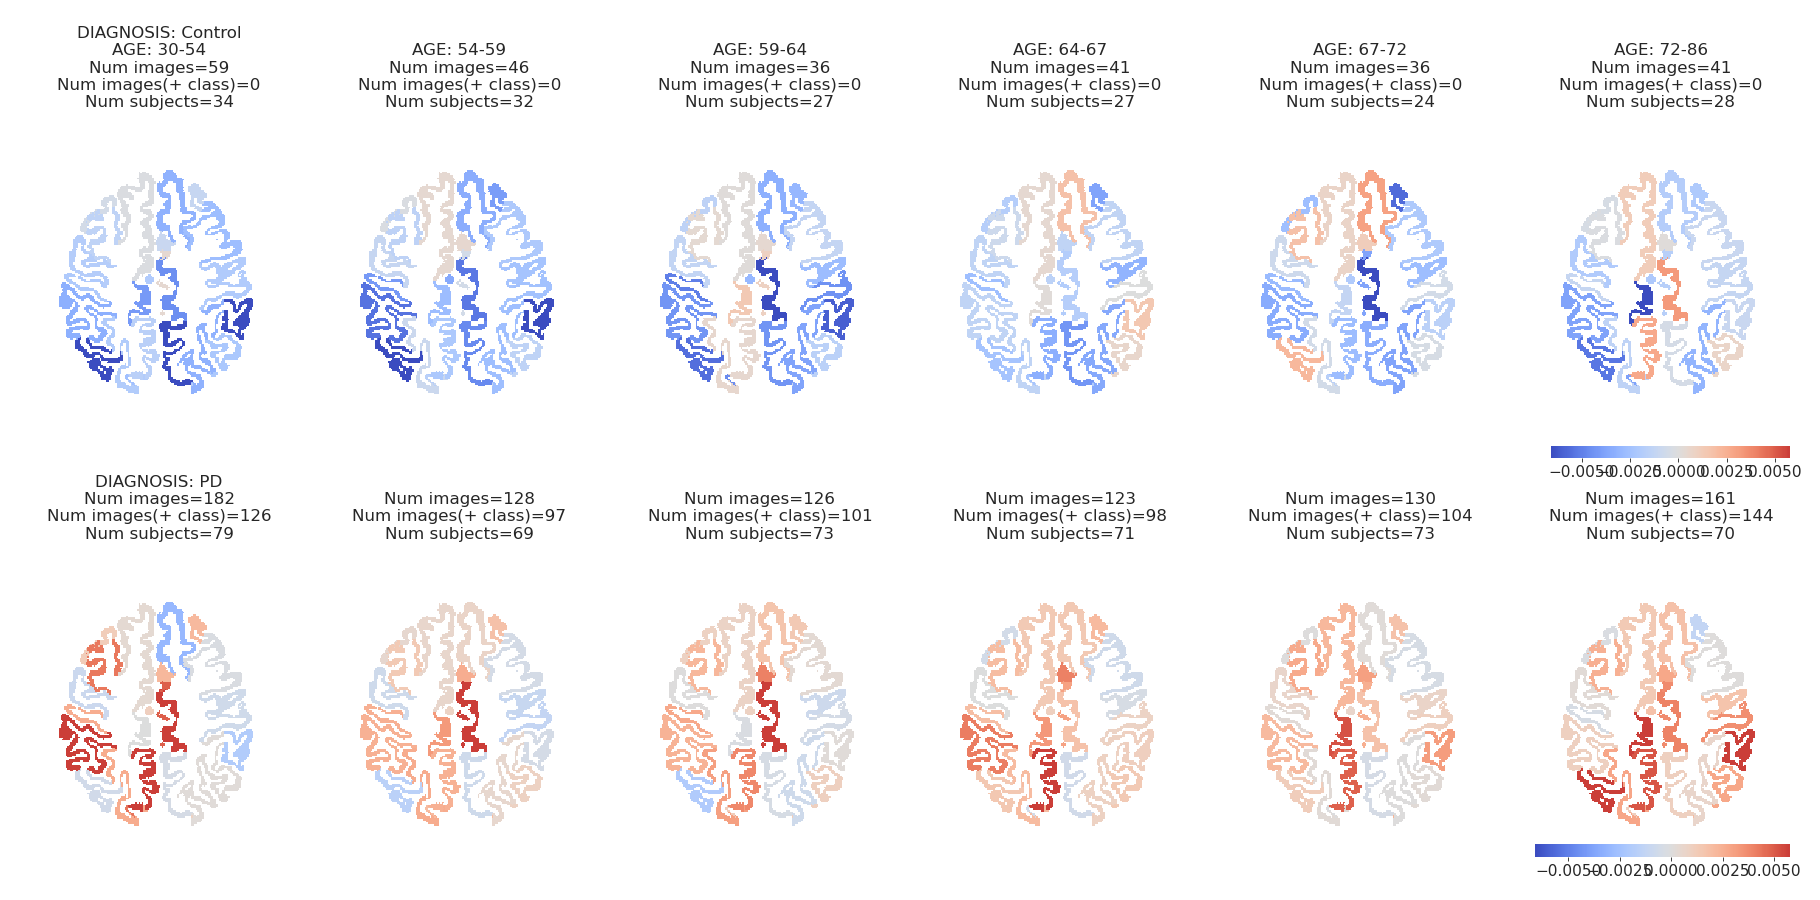 DIAGNOSIS: Control
AGE: 30-54
Num images=59
Num images(+ class)=0
Num subjects=34
AGE: 54-59
Num images=46
Num images(+ class)=0
Num subjects=32
AGE: 59-64
Num images=36
Num images(+ class)=0
Num subjects=27
AGE: 64-67
Num images=41
Num images(+ class)=0
Num subjects=27
AGE: 67-72
Num images=36
Num images(+ class)=0
Num subjects=24
AGE: 72-86
Num images=41
Num images(+ class)=0
Num subjects=28
−0.0050 −0.0025 0.0000 0.0025 0.0050
DIAGNOSIS: PD
Num images=182
Num images(+ class)=126
Num subjects=79
Num images=128
Num images(+ class)=97
Num subjects=69
Num images=126
Num images(+ class)=101
Num subjects=73
Num images=123
Num images(+ class)=98
Num subjects=71
Num images=130
Num images(+ class)=104
Num subjects=73
Num images=161
Num images(+ class)=144
Num subjects=70
−0.0050 −0.0025 0.0000 0.0025 0.0050